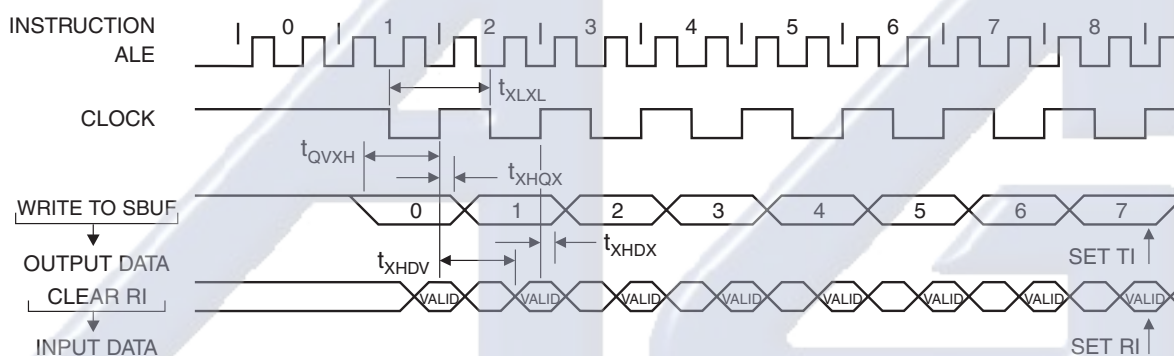 INSTRUCTION 0 1 2 3 4 5 6 7 8
ALE
tXLXL
CLOCK
tQVXH
tXHQX
WRITE TO SBUF 0 1 2 3 4 5 6 7
tXHDV tXHDX SET TI
OUTPUT DATA
CLEAR RI VALID VALID VALID VALID VALID VALID VALID VALID
INPUT DATA SET RI